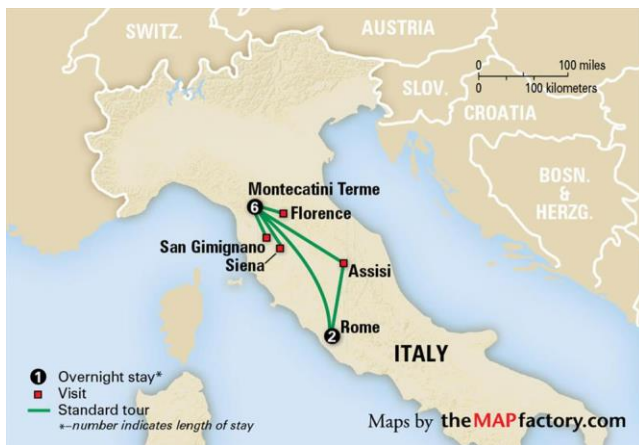 SWITZ.
AUSTRIA
0 100 miles
0 100 kilometers
SLOV.
CROATIA
BOSN.
&
HERZG.
Montecatini Terme
6
Florence
San Gimignano
Siena
Assisi
2
Rome
ITALY
1 Overnight stay*
Visit
Standard tour
*–number indicates length of stay
Maps by theMAPfactory.com